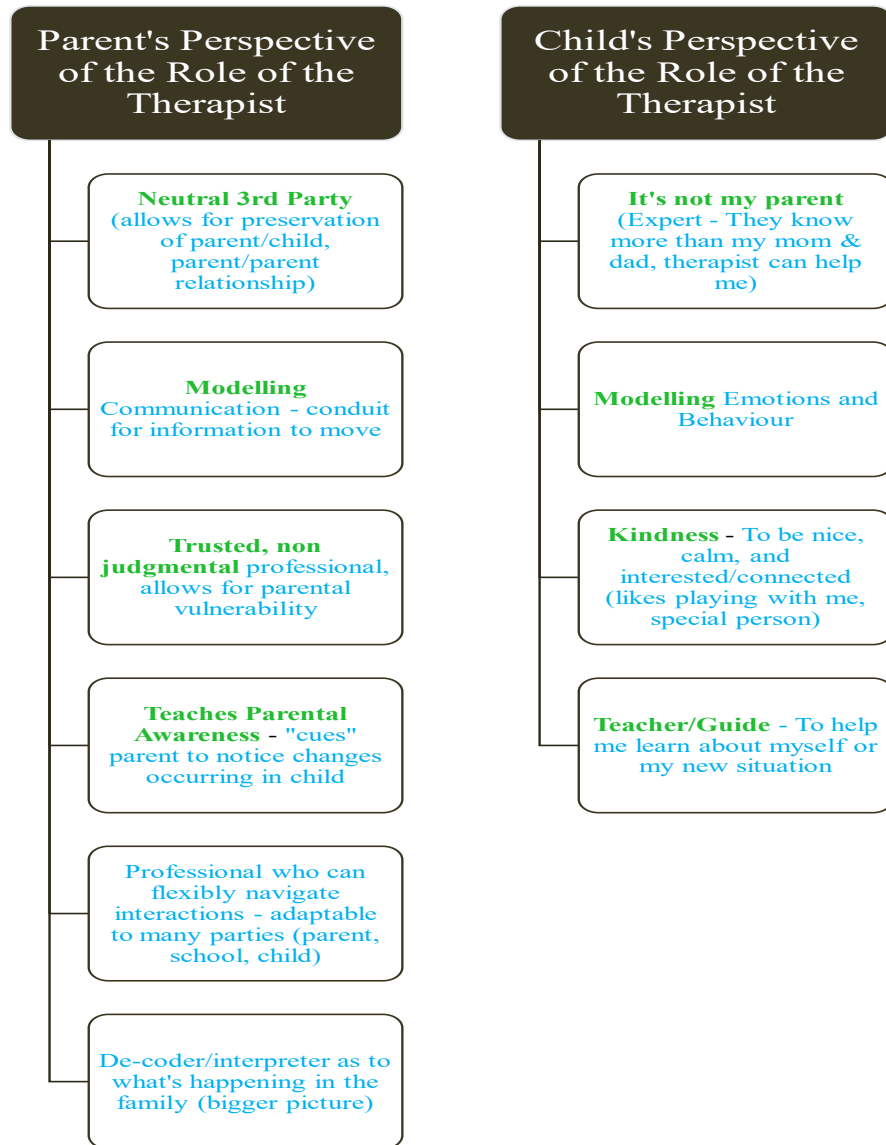 Parent's Perspective
of the Role of the
Therapist
Neutral 3rd Party
(allows for preservation
of parent/child,
parent/parent
relationship)
Modelling
Communication - conduit
for information to move
Trusted, non
judgmental professional,
allows for parental
vulnerability
Teaches Parental
Awareness - "cues"
parent to notice changes
occurring in child
Professional who can
flexibly navigate
interactions - adaptable
to many parties (parent,
school, child)
De-coder/interpreter as to
what's happening in the
family (bigger picture)
Child's Perspective
of the Role of the
Therapist
It's not my parent
(Expert - They know
more than my mom &
dad, therapist can help
me)
Modelling Emotions and
Behaviour
Kindness - To be nice,
calm, and
interested/connected
(likes playing with me,
special person)
Teacher/Guide - To help
me learn about myself or
my new situation